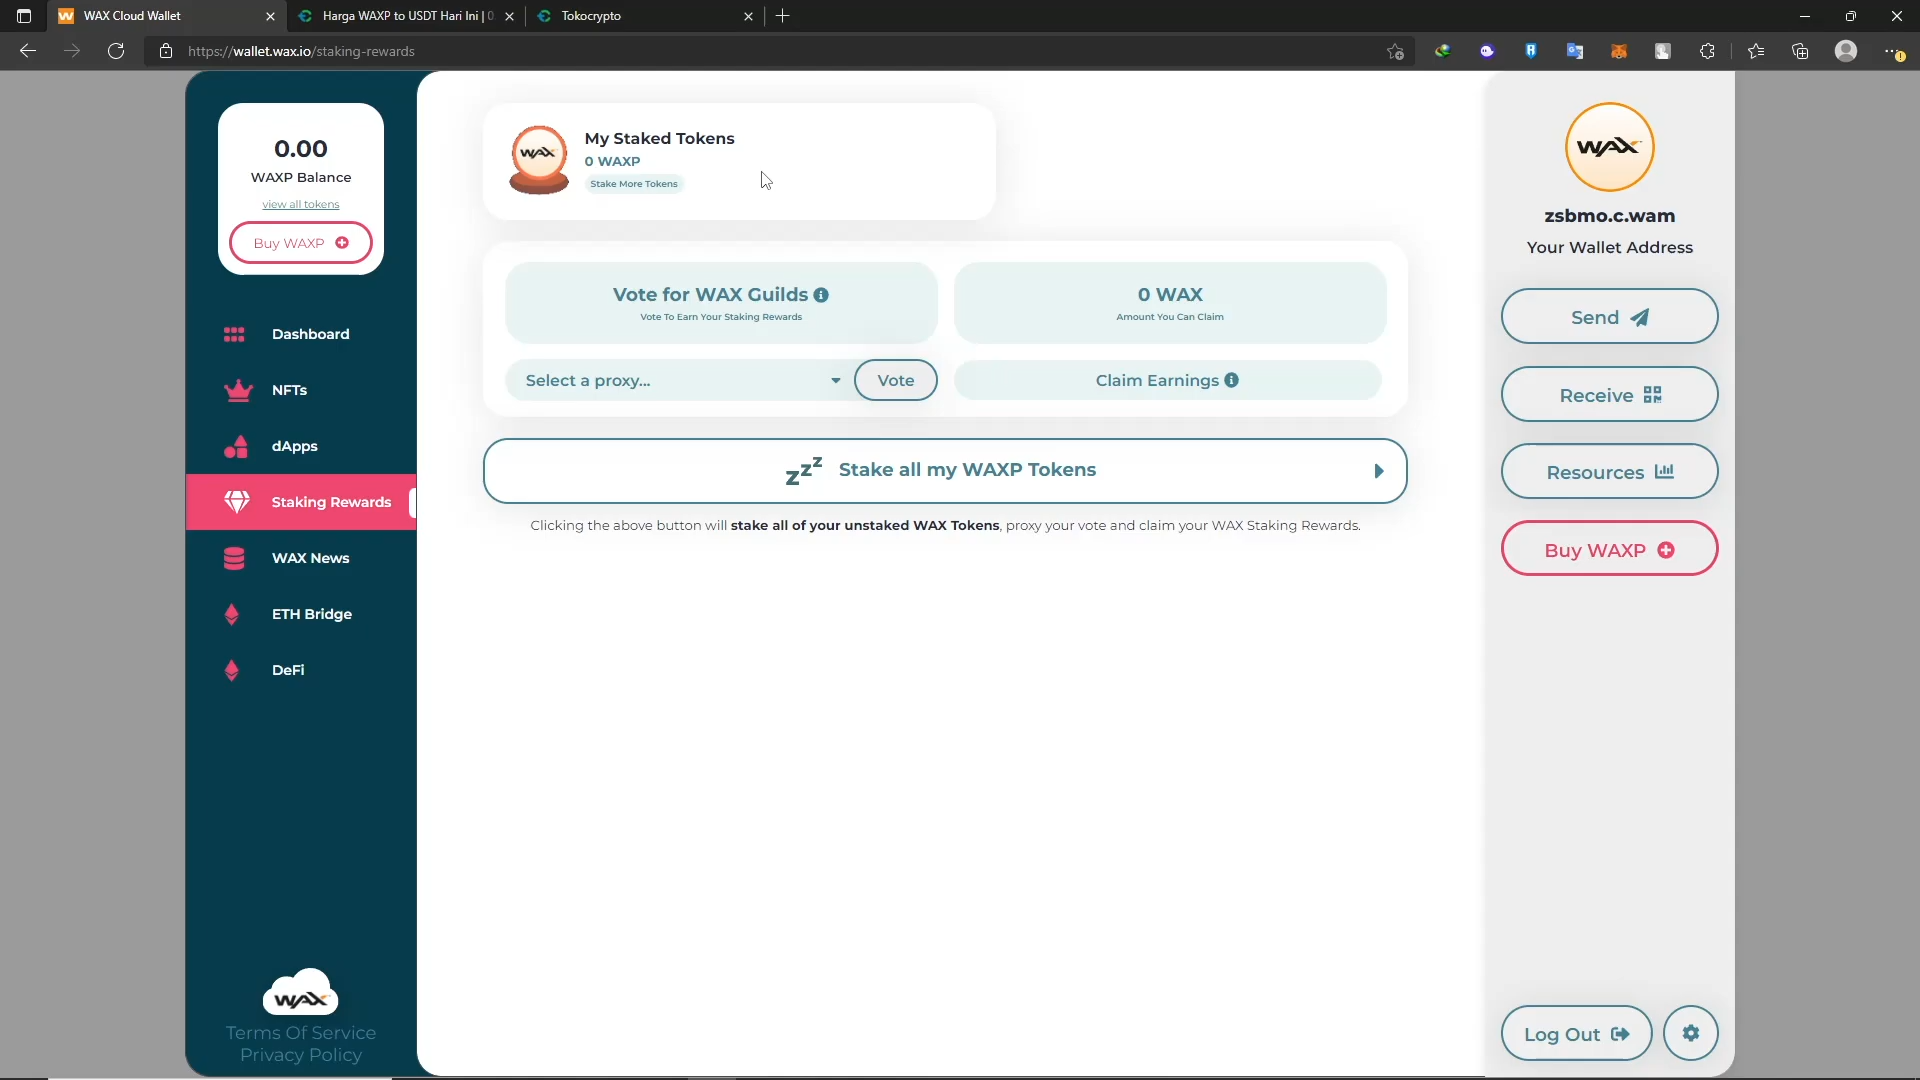 WAX Cloud Wallet
Harga WAXP to USDT Hari Ini | 0
Tokocrypto
https://wallet.wax.io/staking-rewards
0.00
WAXP Balance
view all tokens
Buy WAXP
Dashboard
NFTs
dApps
Staking Rewards
WAX News
ETH Bridge
DeFi
WAX
Terms Of Service
Privacy Policy
WAX
My Staked Tokens
0 WAXP
Stake More Tokens
Vote for WAX Guilds
Vote To Earn Your Staking Rewards
0 WAX
Amount You Can Claim
Select a proxy...
Vote
Claim Earnings
zzz Stake all my WAXP Tokens
Clicking the above button will stake all of your unstaked WAX Tokens, proxy your vote and claim your WAX Staking Rewards.
WAX
zsbmo.c.wam
Your Wallet Address
Send
Receive
Resources
Buy WAXP
Log Out